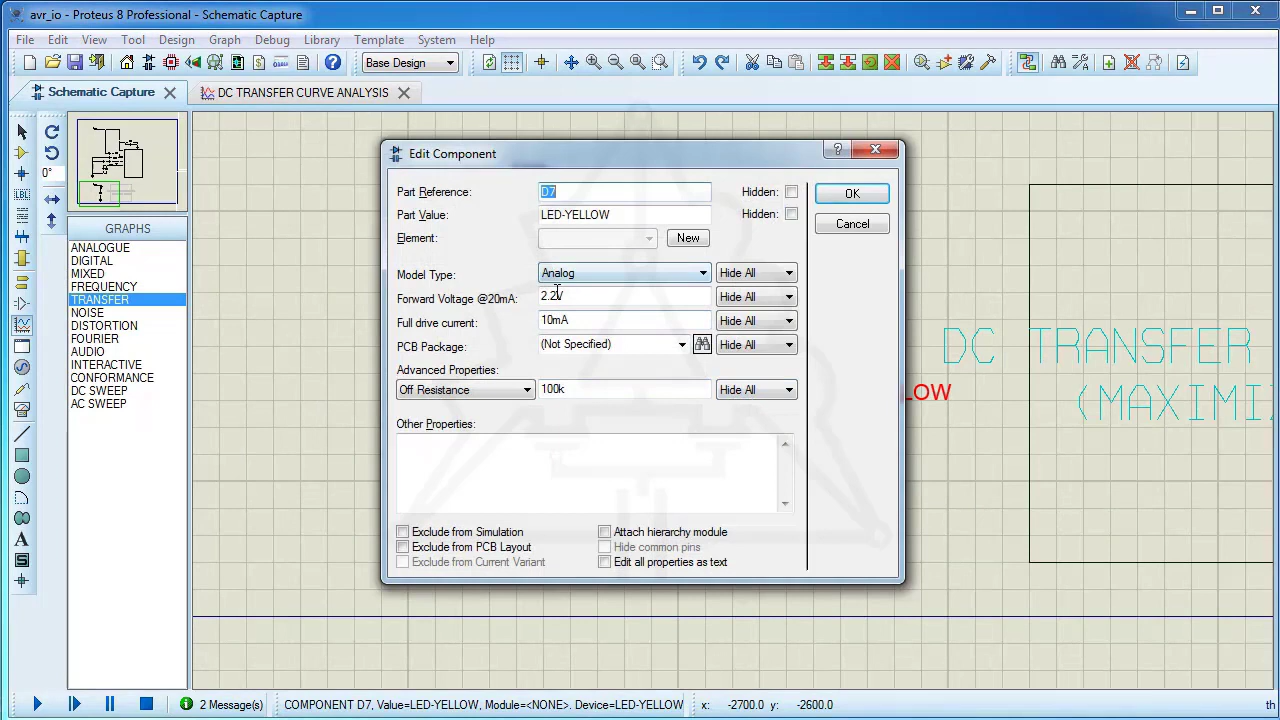 avr_io - Proteus 8 Professional - Schematic Capture
File Edit View Tool Design Graph Debug Library Template System Help
Base Design
Schematic Capture
DC TRANSFER CURVE ANALYSIS
0°
GRAPHS
ANALOGUE
DIGITAL
MIXED
FREQUENCY
TRANSFER
NOISE
DISTORTION
FOURIER
AUDIO
INTERACTIVE
CONFORMANCE
DC SWEEP
AC SWEEP
Edit Component
Part Reference: D7 Hidden: OK
Part Value: LED-YELLOW Hidden: Cancel
Element: New
Model Type: Analog Hide All
Forward Voltage @20mA: 2.2V Hide All
Full drive current: 10mA Hide All
PCB Package: (Not Specified) Hide All
Advanced Properties:
Off Resistance 100k Hide All
Other Properties:
Exclude from Simulation Attach hierarchy module
Exclude from PCB Layout Hide common pins
Exclude from Current Variant Edit all properties as text
DC TRANSFER
LOW
(MAXIMI
2 Message(s) COMPONENT D7, Value=LED-YELLOW, Module=<NONE>. Device=LED-YELLOW x: -2700.0 y: -2600.0 th